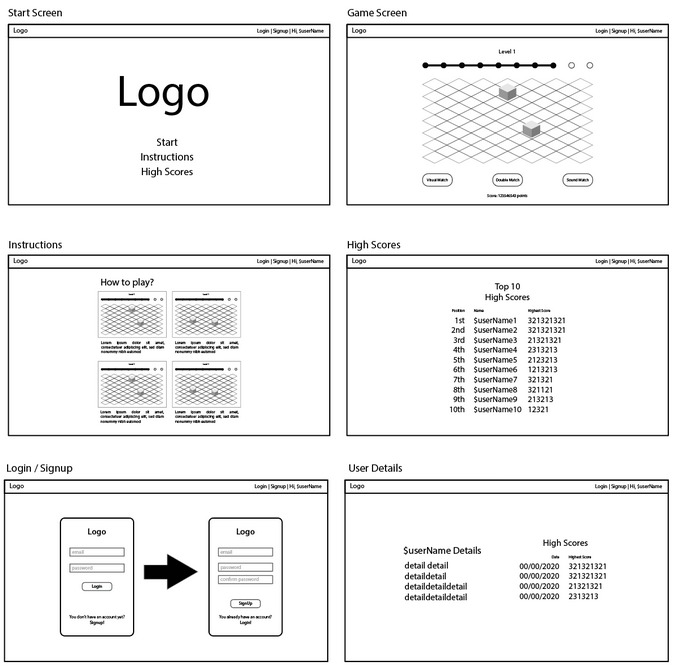 Start Screen
Logo Login | Signup | Hi, $userName
Logo
Start
Instructions
High Scores
Game Screen
Logo Login | Signup | Hi, $userName
Level 1
Visual Match Double Match Sound Match
Instructions
Logo Login | Signup | Hi, $userName
How to play?
Lorem ipsum dolor sit amet,
consectetuer adipiscing elit, sed diam
nonummy nibh euismod
Lorem ipsum dolor sit amet,
consectetuer adipiscing elit, sed diam
nonummy nibh euismod
Lorem ipsum dolor sit amet,
consectetuer adipiscing elit, sed diam
nonummy nibh euismod
Lorem ipsum dolor sit amet,
consectetuer adipiscing elit, sed diam
nonummy nibh euismod
High Scores
Logo Login | Signup | Hi, $userName
Top 10
High Scores
Position Name Highest Score
1st $userName1 321321321
2nd $userName2 321321321
3rd $userName3 21321321
4th $userName4 2313213
5th $userName5 2123213
6th $userName6 1213213
7th $userName7 321321
8th $userName8 321121
9th $userName9 213213
10th $userName10 12321
Login / Signup
Logo Login | Signup | Hi, $userName
Logo
email
password
Login
You don't have an account yet?
Signup!
Logo
email
password
confirm password
SignUp
You already have an account?
Login!
User Details
Logo Login | Signup | Hi, $userName
$userName Details
detail detail
detaildetail
detaildetaildetail
detaildetaildetail
High Scores
Date Highest Score
00/00/2020 321321321
00/00/2020 321321321
00/00/2020 21321321
00/00/2020 2313213